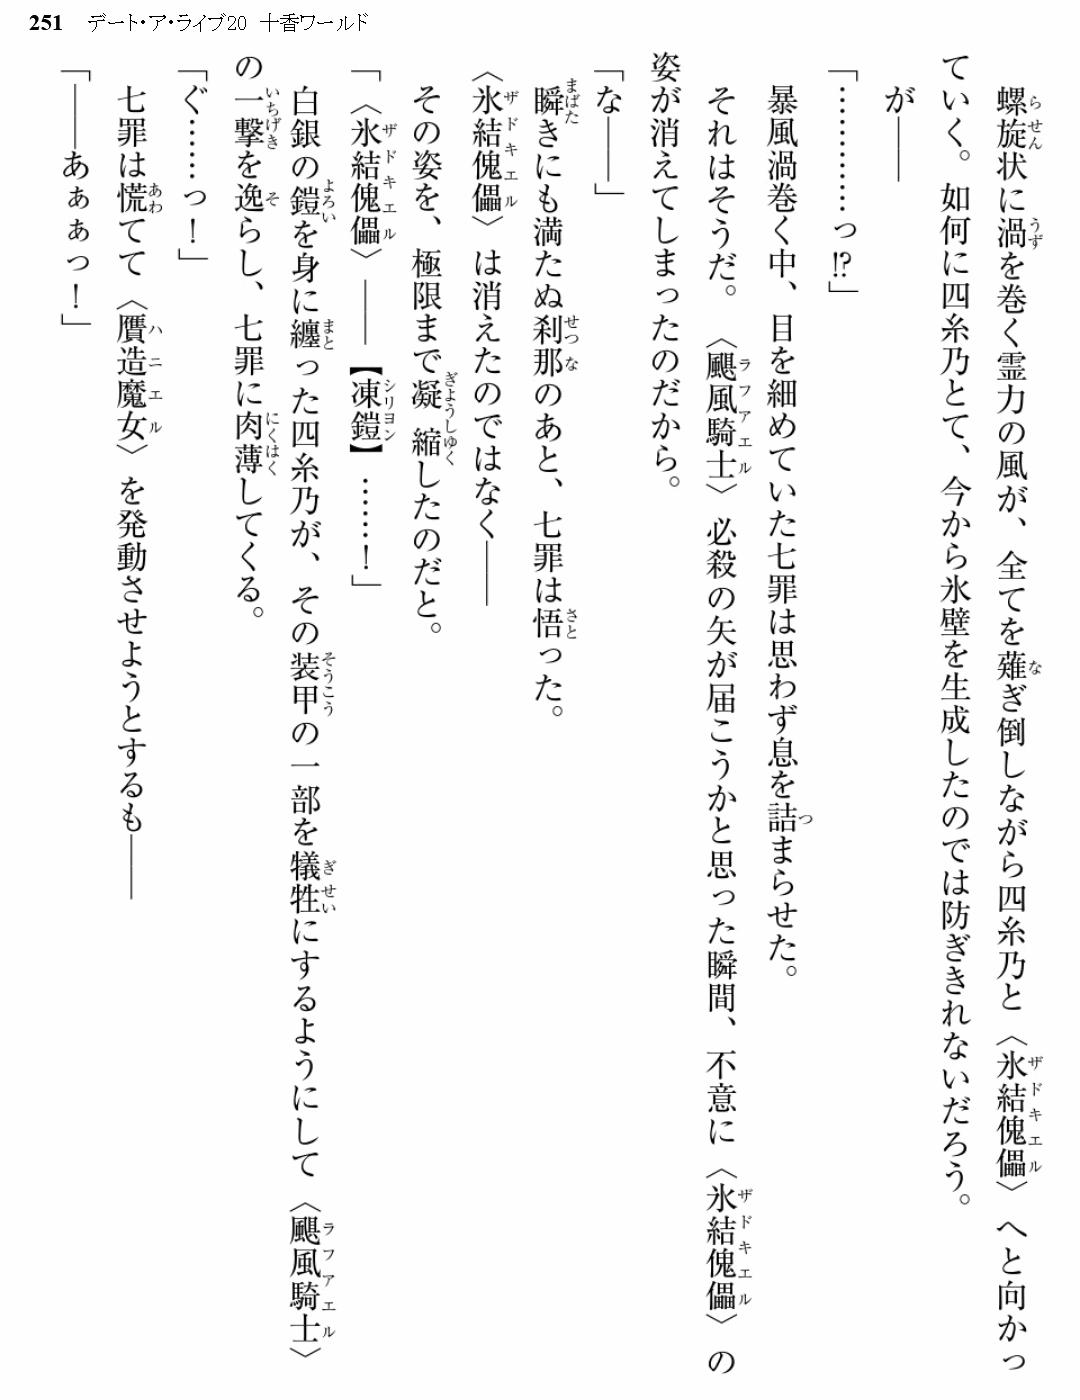 251 デート・ア・ライブ20 十香ワールド
螺旋状に渦を巻く霊力の風が、全てを薙ぎ倒しながら四糸乃と〈氷結傀儡〉へと向かっ
ていく。如何に四糸乃とて、今から氷壁を生成したのでは防ぎきれないだろう。
が――
「…………っ!?」
暴風渦巻く中、目を細めていた七罪は思わず息を詰まらせた。
それはそうだ。〈颶風騎士〉必殺の矢が届こうかと思った瞬間、不意に〈氷結傀儡〉の
姿が消えてしまったのだから。
「な――」
瞬きにも満たぬ刹那のあと、七罪は悟った。
〈氷結傀儡〉は消えたのではなく――
その姿を、極限まで凝縮したのだと。
「〈氷結傀儡〉――【凍鎧】……！」
白銀の鎧を身に纏った四糸乃が、その装甲の一部を犠牲にするようにして〈颶風騎士〉
の一撃を逸らし、七罪に肉薄してくる。
「ぐ……っ！」
七罪は慌てて〈贋造魔女〉を発動させようとするも――
「――あぁぁっ！」